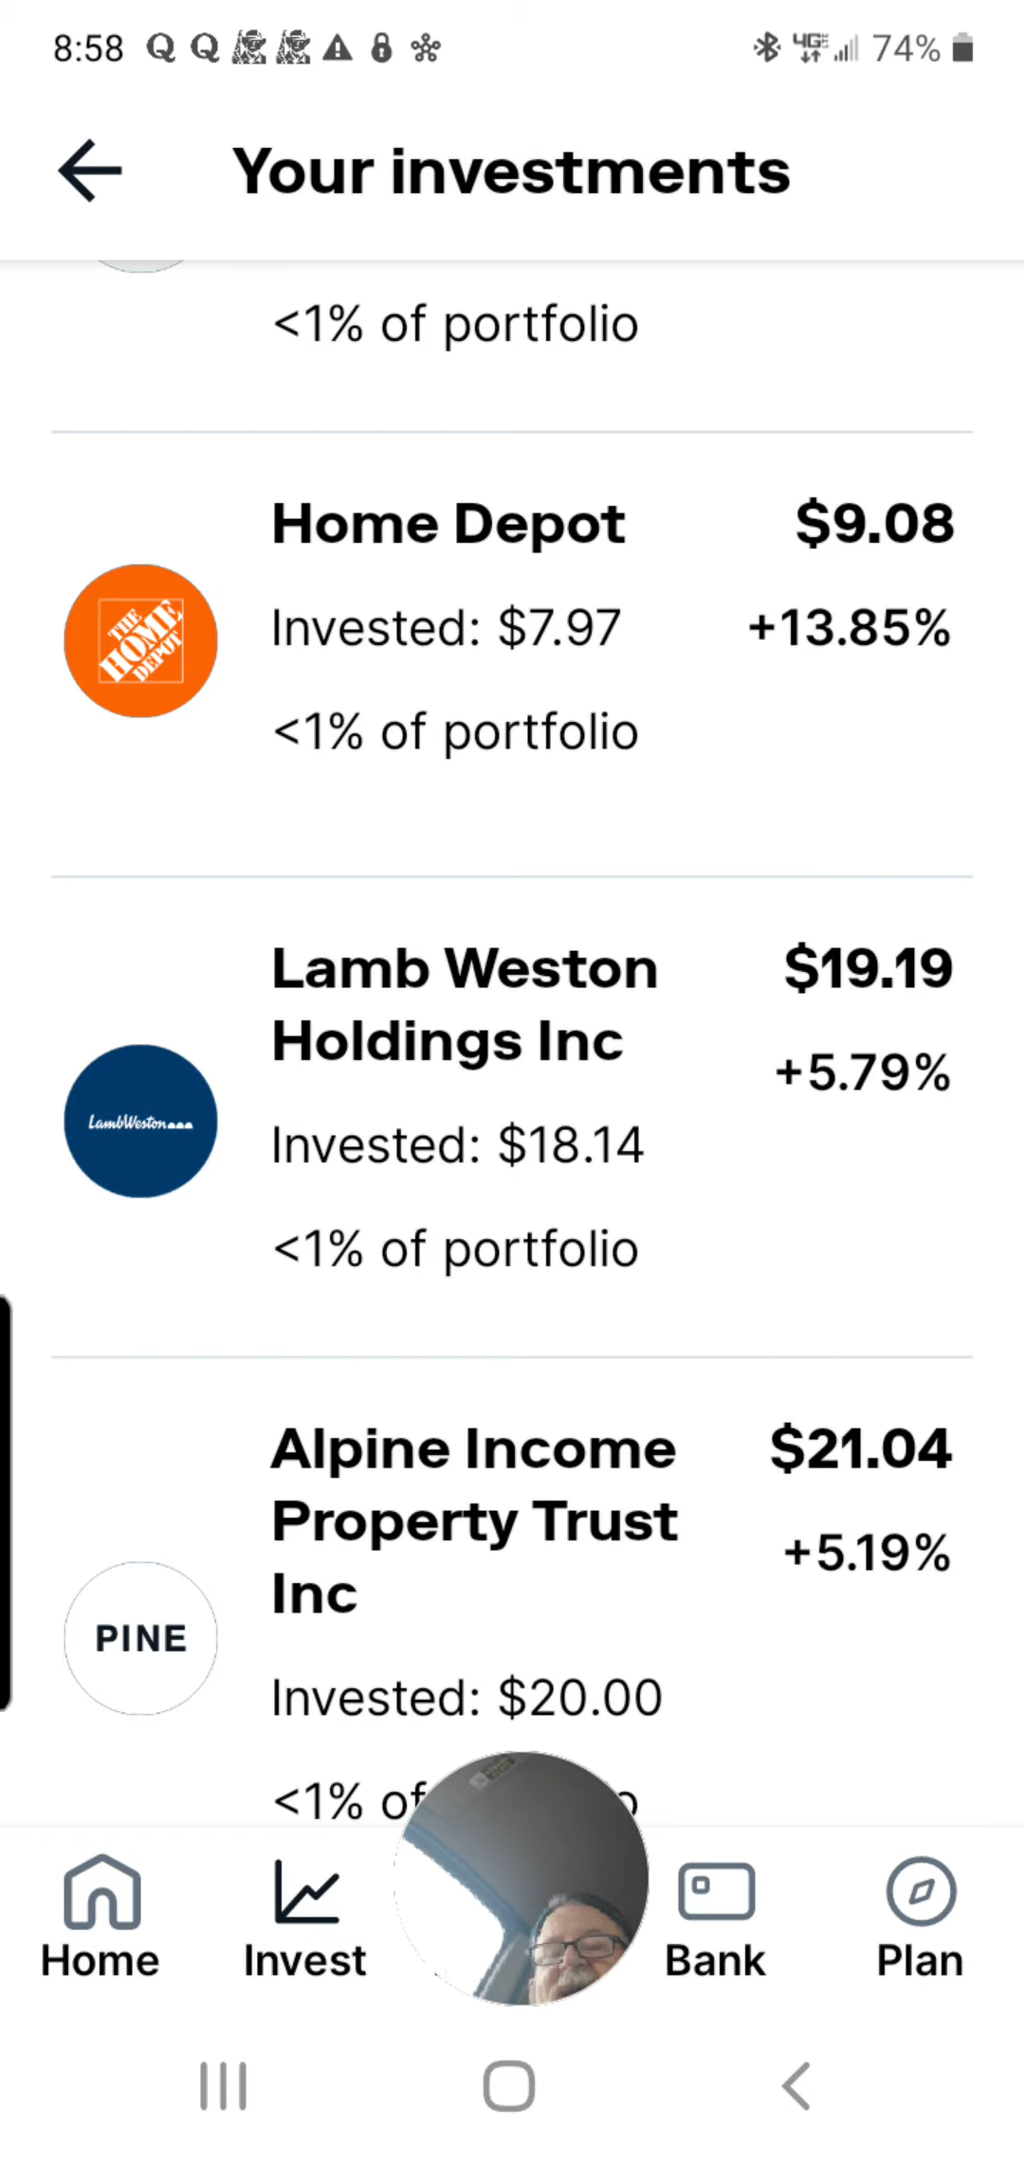 8:58 Q Q 4GE 74%
Your investments
<1% of portfolio
Home Depot $9.08
THE HOME DEPOT
Invested: $7.97 +13.85%
<1% of portfolio
Lamb Weston $19.19
Holdings Inc
+5.79%
LambWeston
Invested: $18.14
<1% of portfolio
Alpine Income $21.04
Property Trust
+5.19%
Inc
PINE
Invested: $20.00
<1% of o
Home Invest Bank Plan